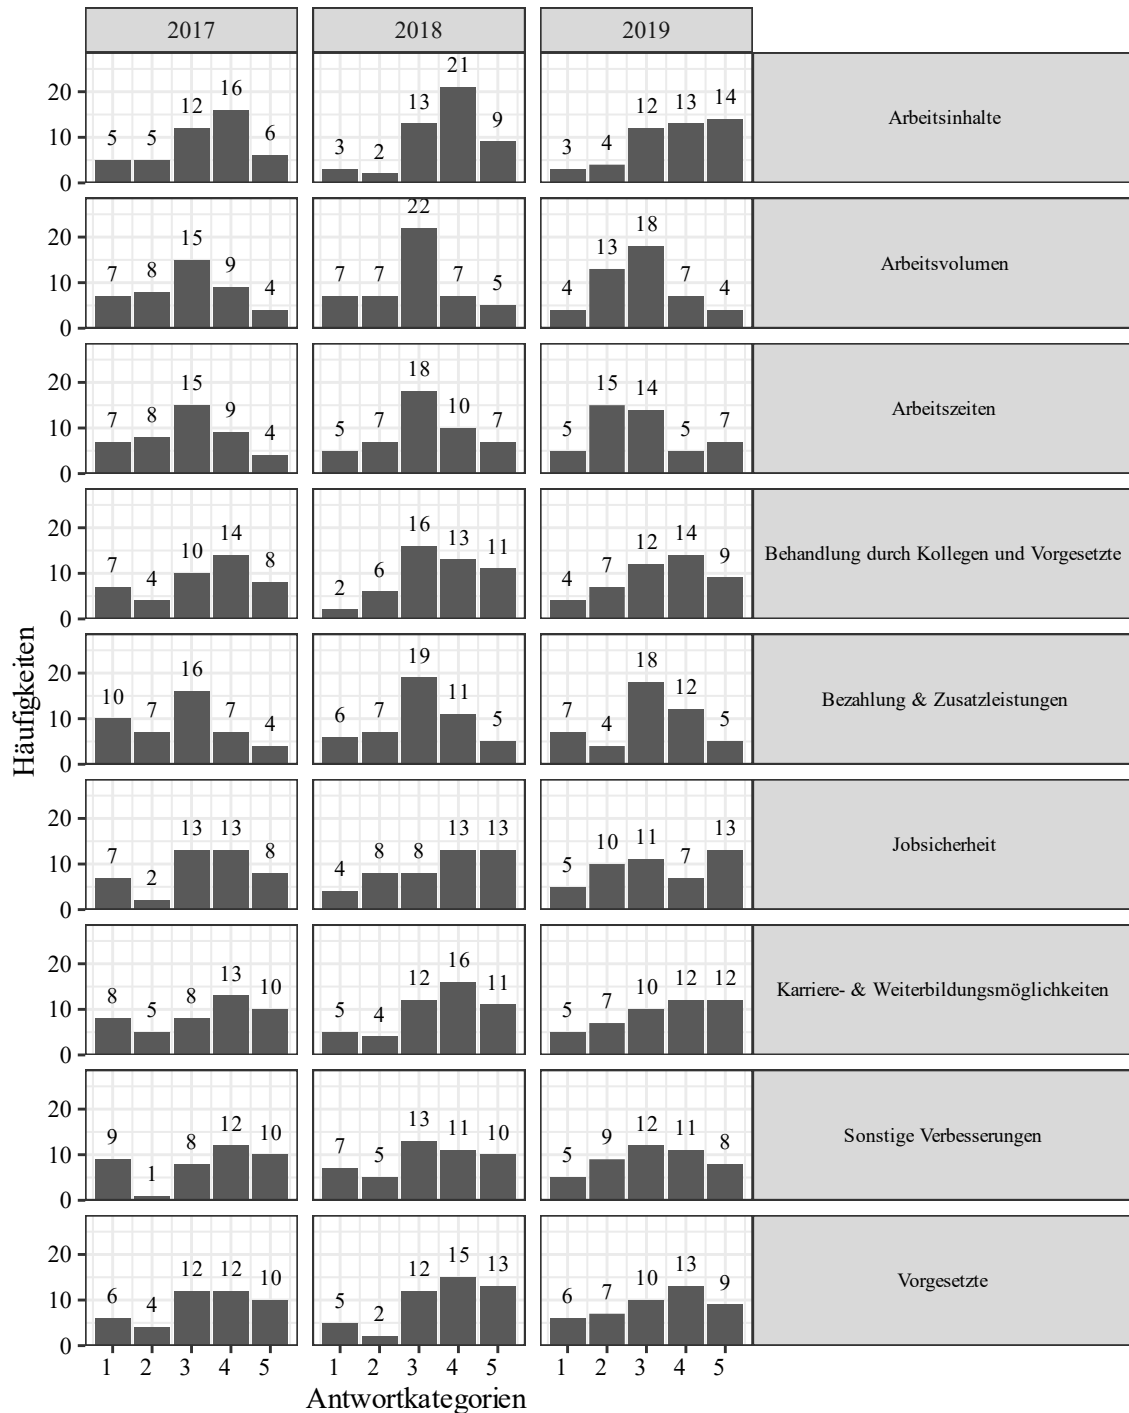 2017 2018 2019
5 5 12 16 6
3 2 13 21 9
3 4 12 13 14
20
10
0
Arbeitsinhalte
7 8 15 9 4
7 7 22 7 5
4 13 18 7 4
20
10
0
Arbeitsvolumen
7 8 15 9 4
5 7 18 10 7
5 15 14 5 7
20
10
0
Arbeitszeiten
7 4 10 14 8
2 6 16 13 11
4 7 12 14 9
20
10
0
Behandlung durch Kollegen und Vorgesetzte
10 7 16 7 4
6 7 19 11 5
7 4 18 12 5
20
10
0
Bezahlung & Zusatzleistungen
7 2 13 13 8
4 8 8 13 13
5 10 11 7 13
20
10
0
Jobsicherheit
8 5 8 13 10
5 4 12 16 11
5 7 10 12 12
20
10
0
Karriere- & Weiterbildungsmöglichkeiten
9 1 8 12 10
7 5 13 11 10
5 9 12 11 8
20
10
0
Sonstige Verbesserungen
6 4 12 12 10
5 2 12 15 13
6 7 10 13 9
20
10
0
Vorgesetzte
1 2 3 4 5
1 2 3 4 5
1 2 3 4 5
Antwortkategorien
Häufigkeiten